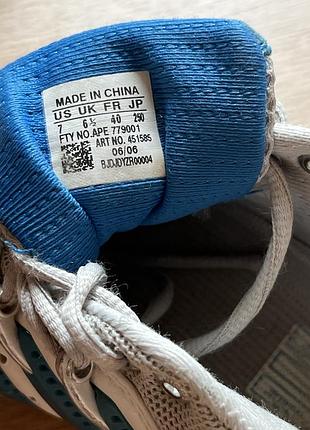 MADE IN CHINA
US UK FR JP
7 6½ 40 250
FTY NO. APE 779001
ART NO. 451585
06/06
BJDJDYZR00004